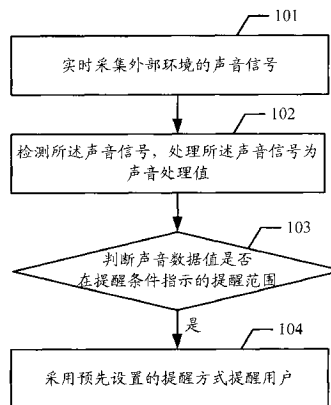 101
实时采集外部环境的声音信号
102
检测所述声音信号，处理所述声音信号为
声音处理值
103
判断声音数据值是否
在提醒条件指示的提醒范围
是
104
采用预先设置的提醒方式提醒用户